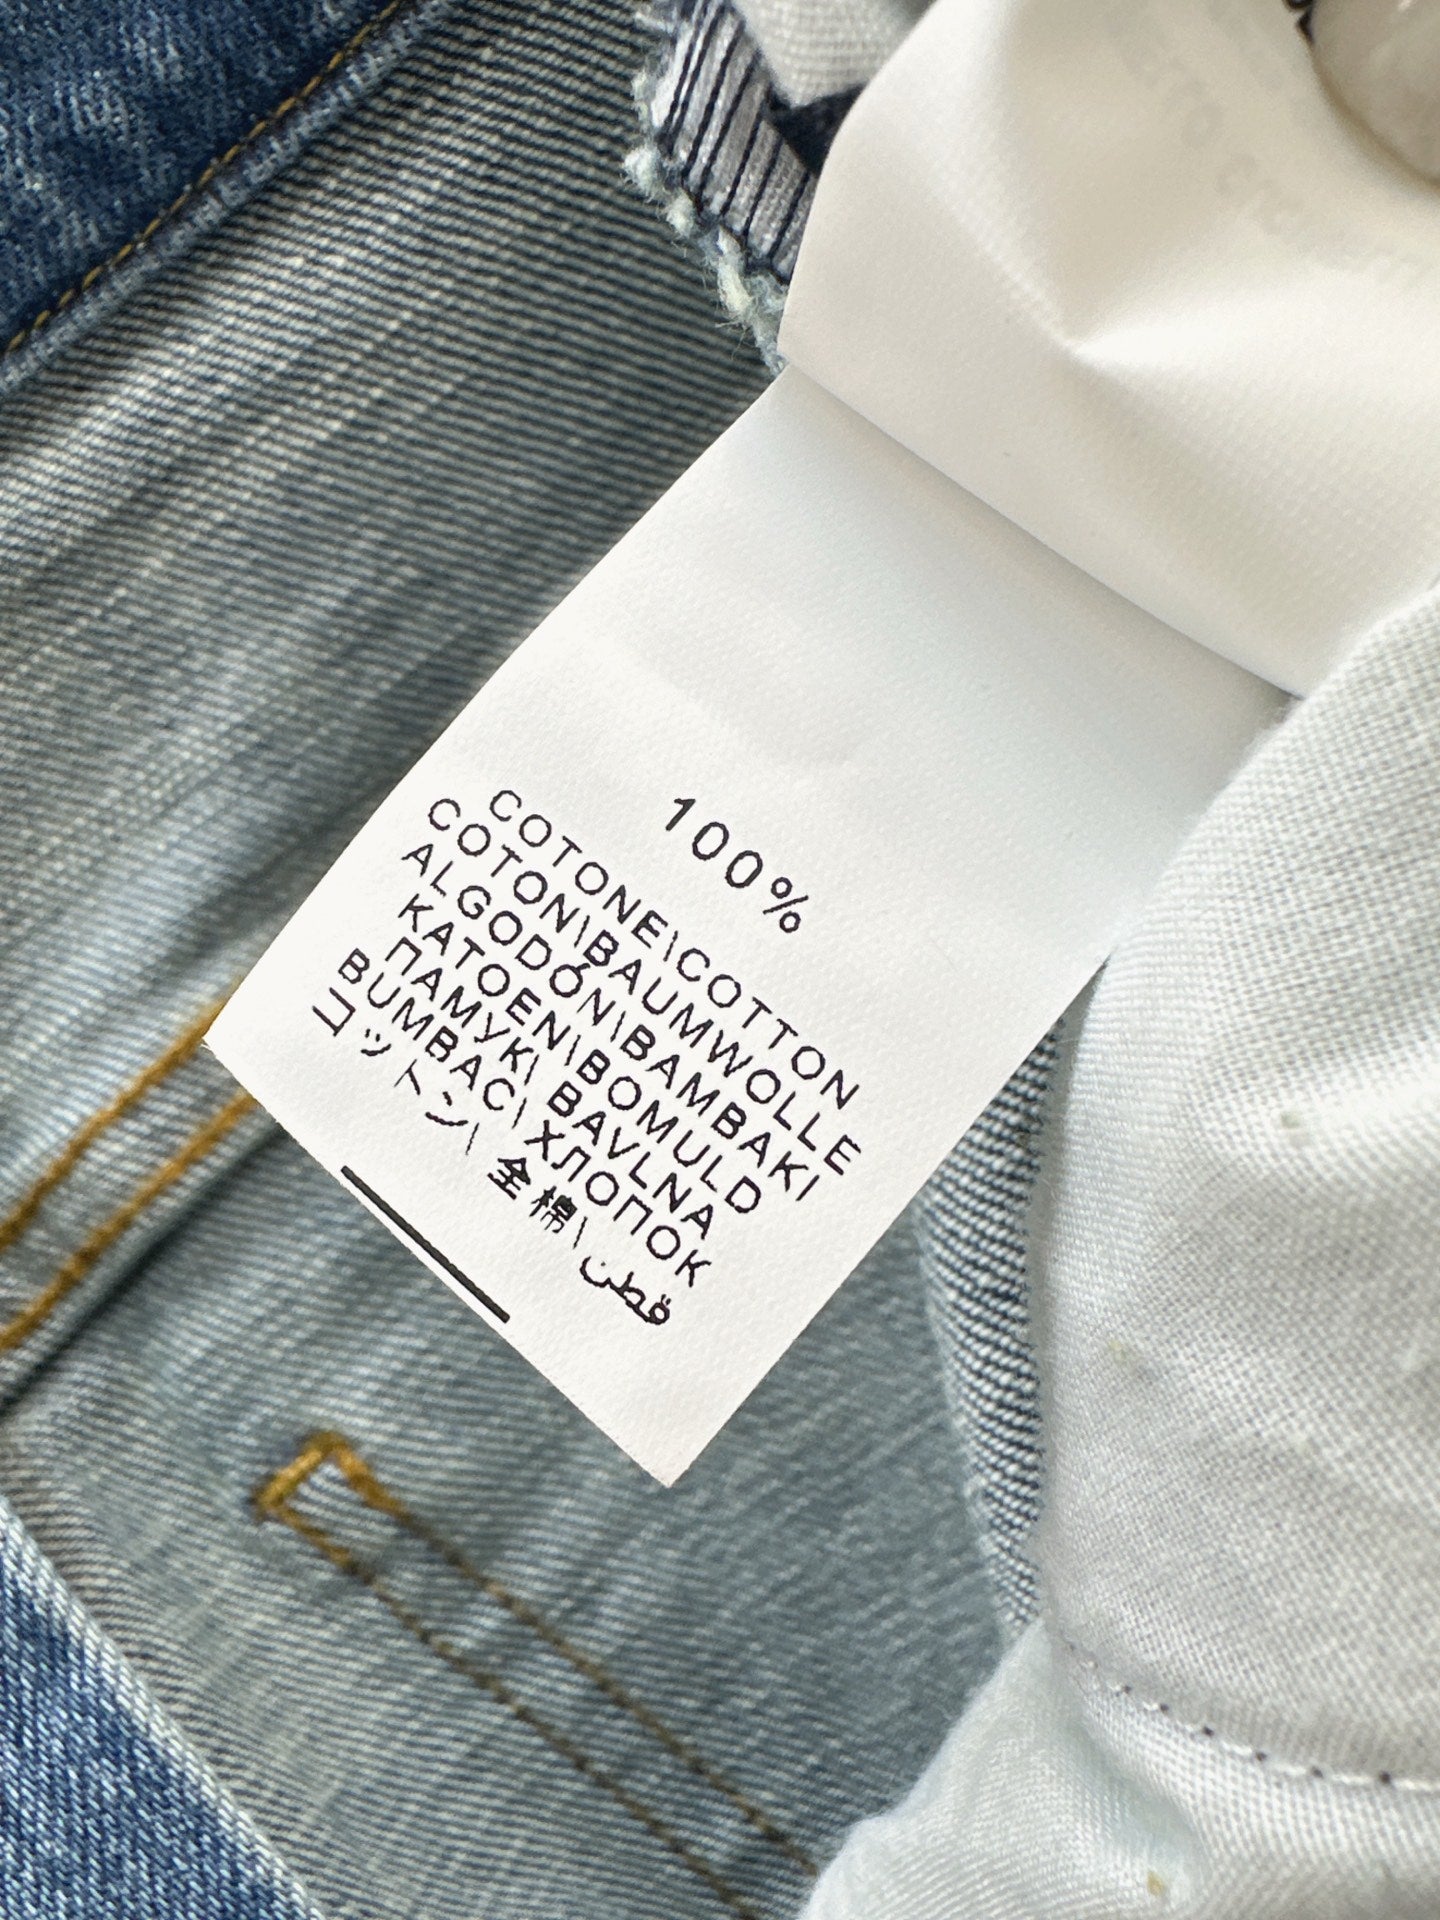 100%
COTONE\COTTON
COTON\BAUMWOLLE
ALGODÓN\BAMBAKI
KATOEN\BOMULD
ПАМУК\ BAVLNA
BUMBAC\ ХЛОПОК
コットン\ 全棉\ قطن